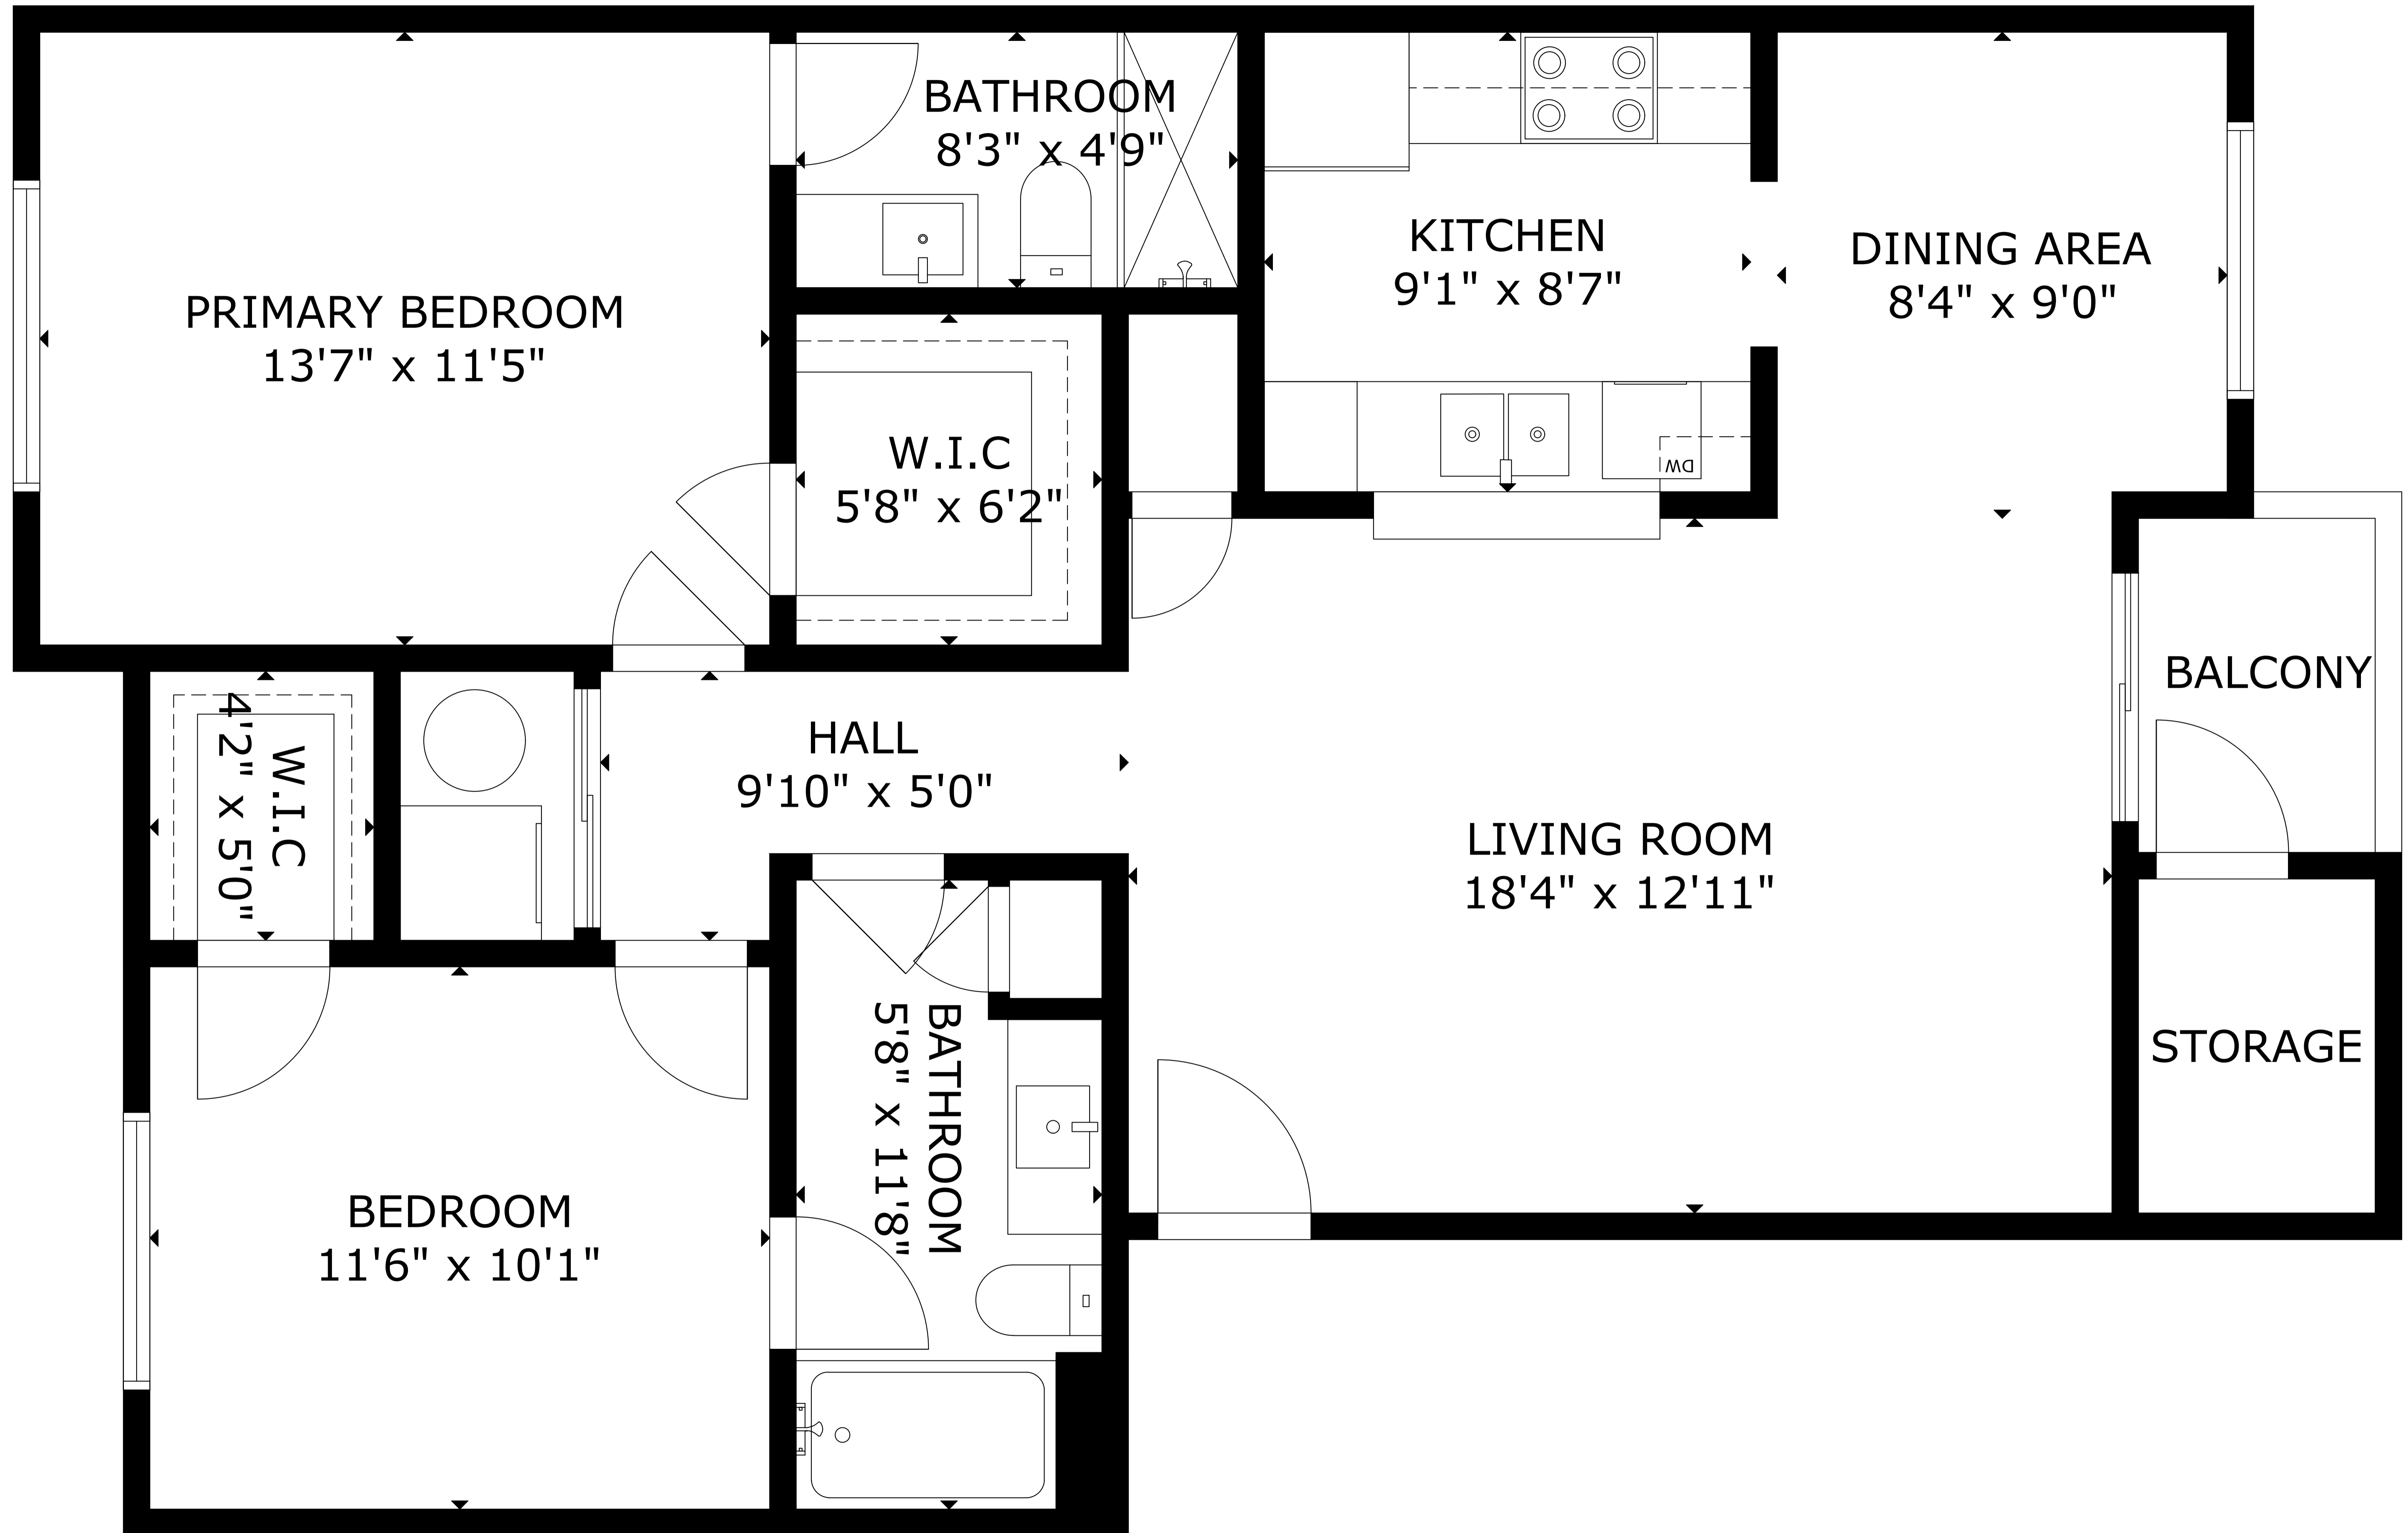 BATHROOM
8'3" x 4'9"
KITCHEN
9'1" x 8'7"
DINING AREA
8'4" x 9'0"
PRIMARY BEDROOM
13'7" x 11'5"
W.I.C
5'8" x 6'2"
DW
BALCONY
W.I.C
4'2" x 5'0"
HALL
9'10" x 5'0"
LIVING ROOM
18'4" x 12'11"
STORAGE
BATHROOM
5'8" x 11'8"
BEDROOM
11'6" x 10'1"